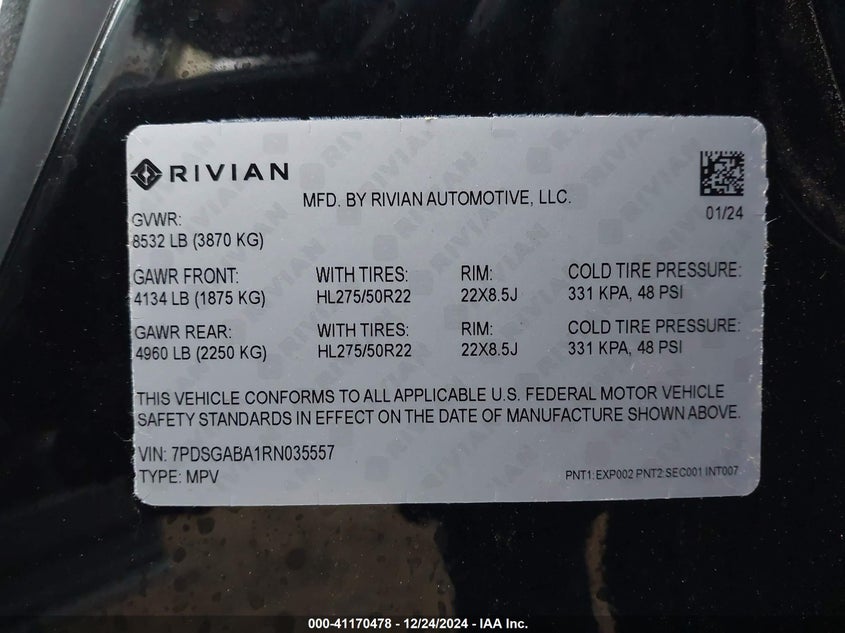 RIVIAN
MFD. BY RIVIAN AUTOMOTIVE, LLC.
01/24
GVWR:
8532 LB (3870 KG)
GAWR FRONT: WITH TIRES: RIM: COLD TIRE PRESSURE:
4134 LB (1875 KG) HL275/50R22 22X8.5J 331 KPA, 48 PSI
GAWR REAR: WITH TIRES: RIM: COLD TIRE PRESSURE:
4960 LB (2250 KG) HL275/50R22 22X8.5J 331 KPA, 48 PSI
THIS VEHICLE CONFORMS TO ALL APPLICABLE U.S. FEDERAL MOTOR VEHICLE
SAFETY STANDARDS IN EFFECT ON THE DATE OF MANUFACTURE SHOWN ABOVE.
VIN: 7PDSGABA1RN035557
TYPE: MPV
PNT1:EXP002 PNT2:SEC001 INT007
000-41170478 - 12/24/2024 - IAA Inc.